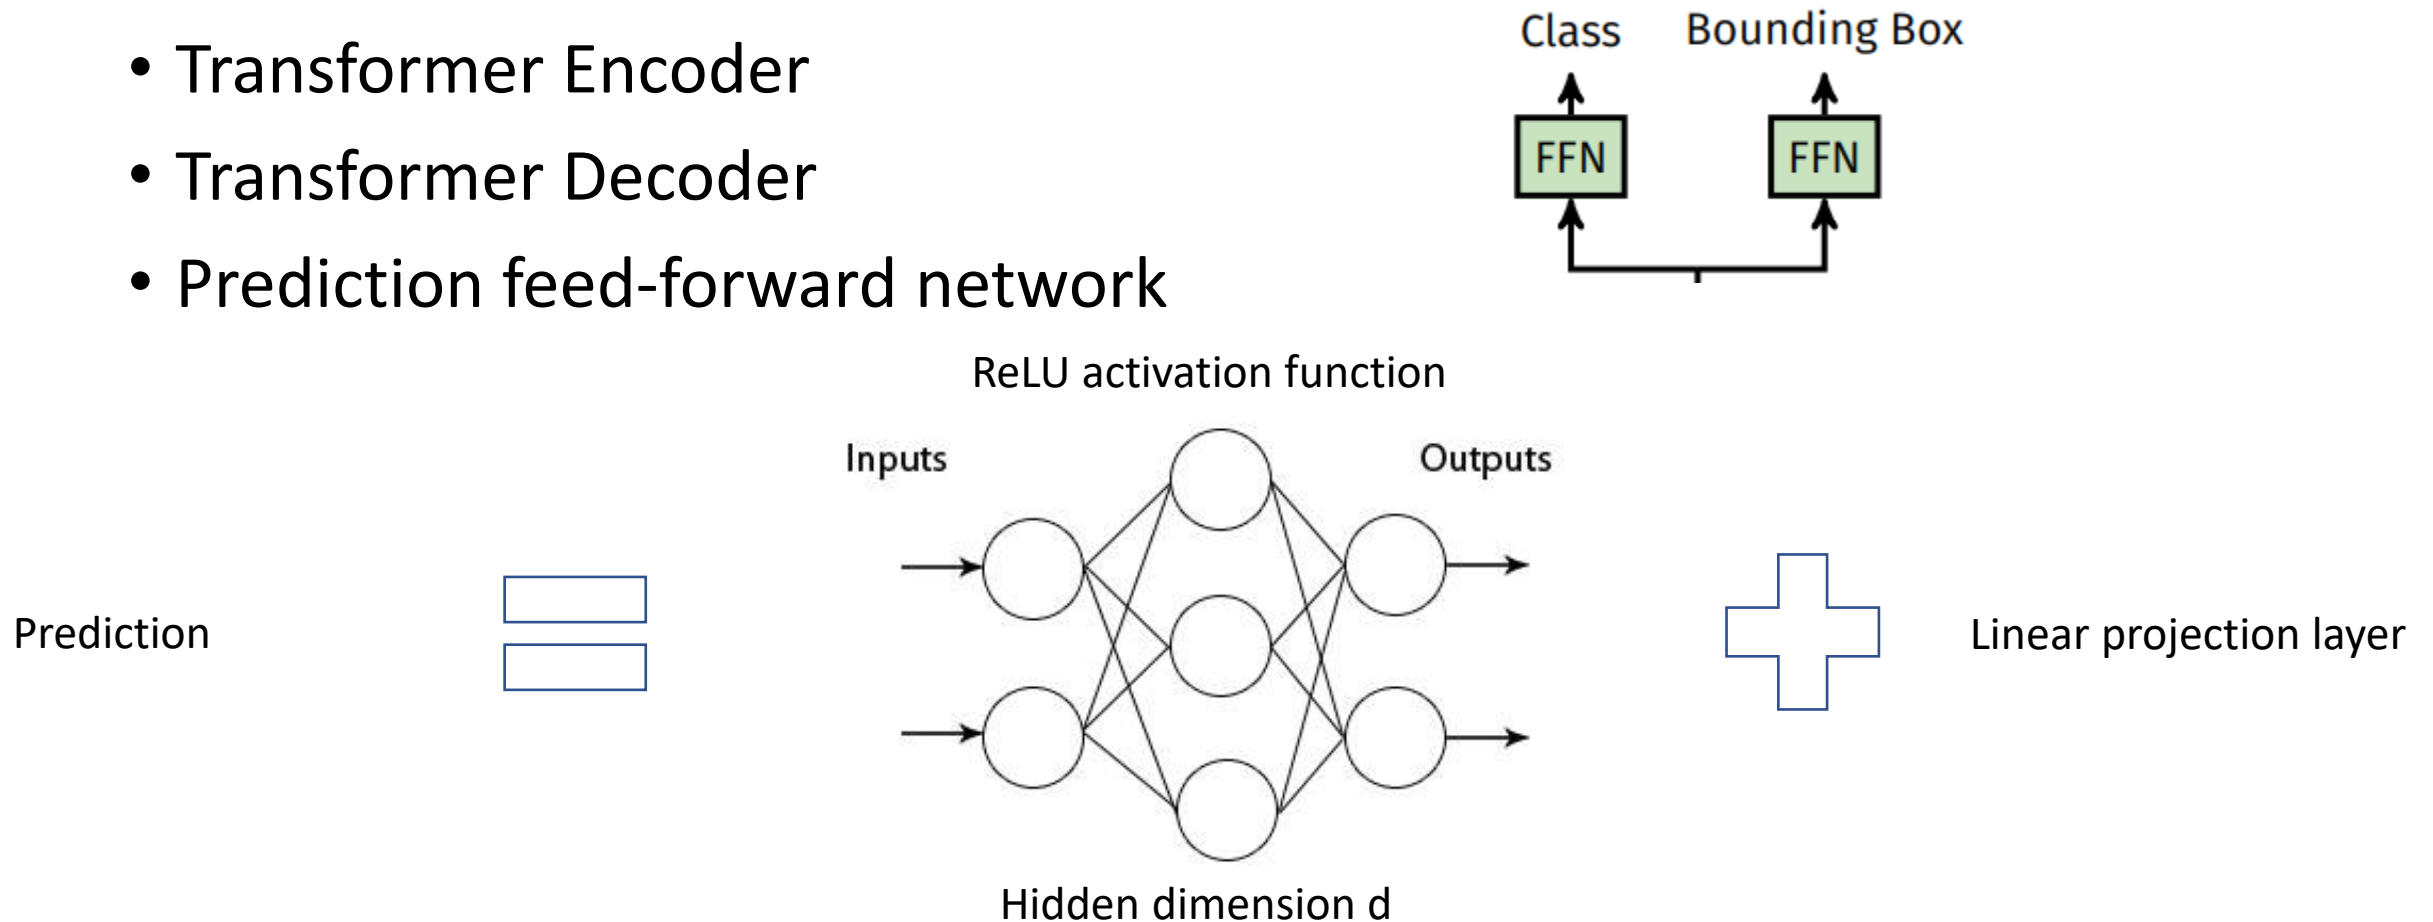 • Transformer Encoder
• Transformer Decoder
• Prediction feed-forward network
Class Bounding Box
FFN FFN
ReLU activation function
Inputs Outputs
Prediction
Linear projection layer
Hidden dimension d